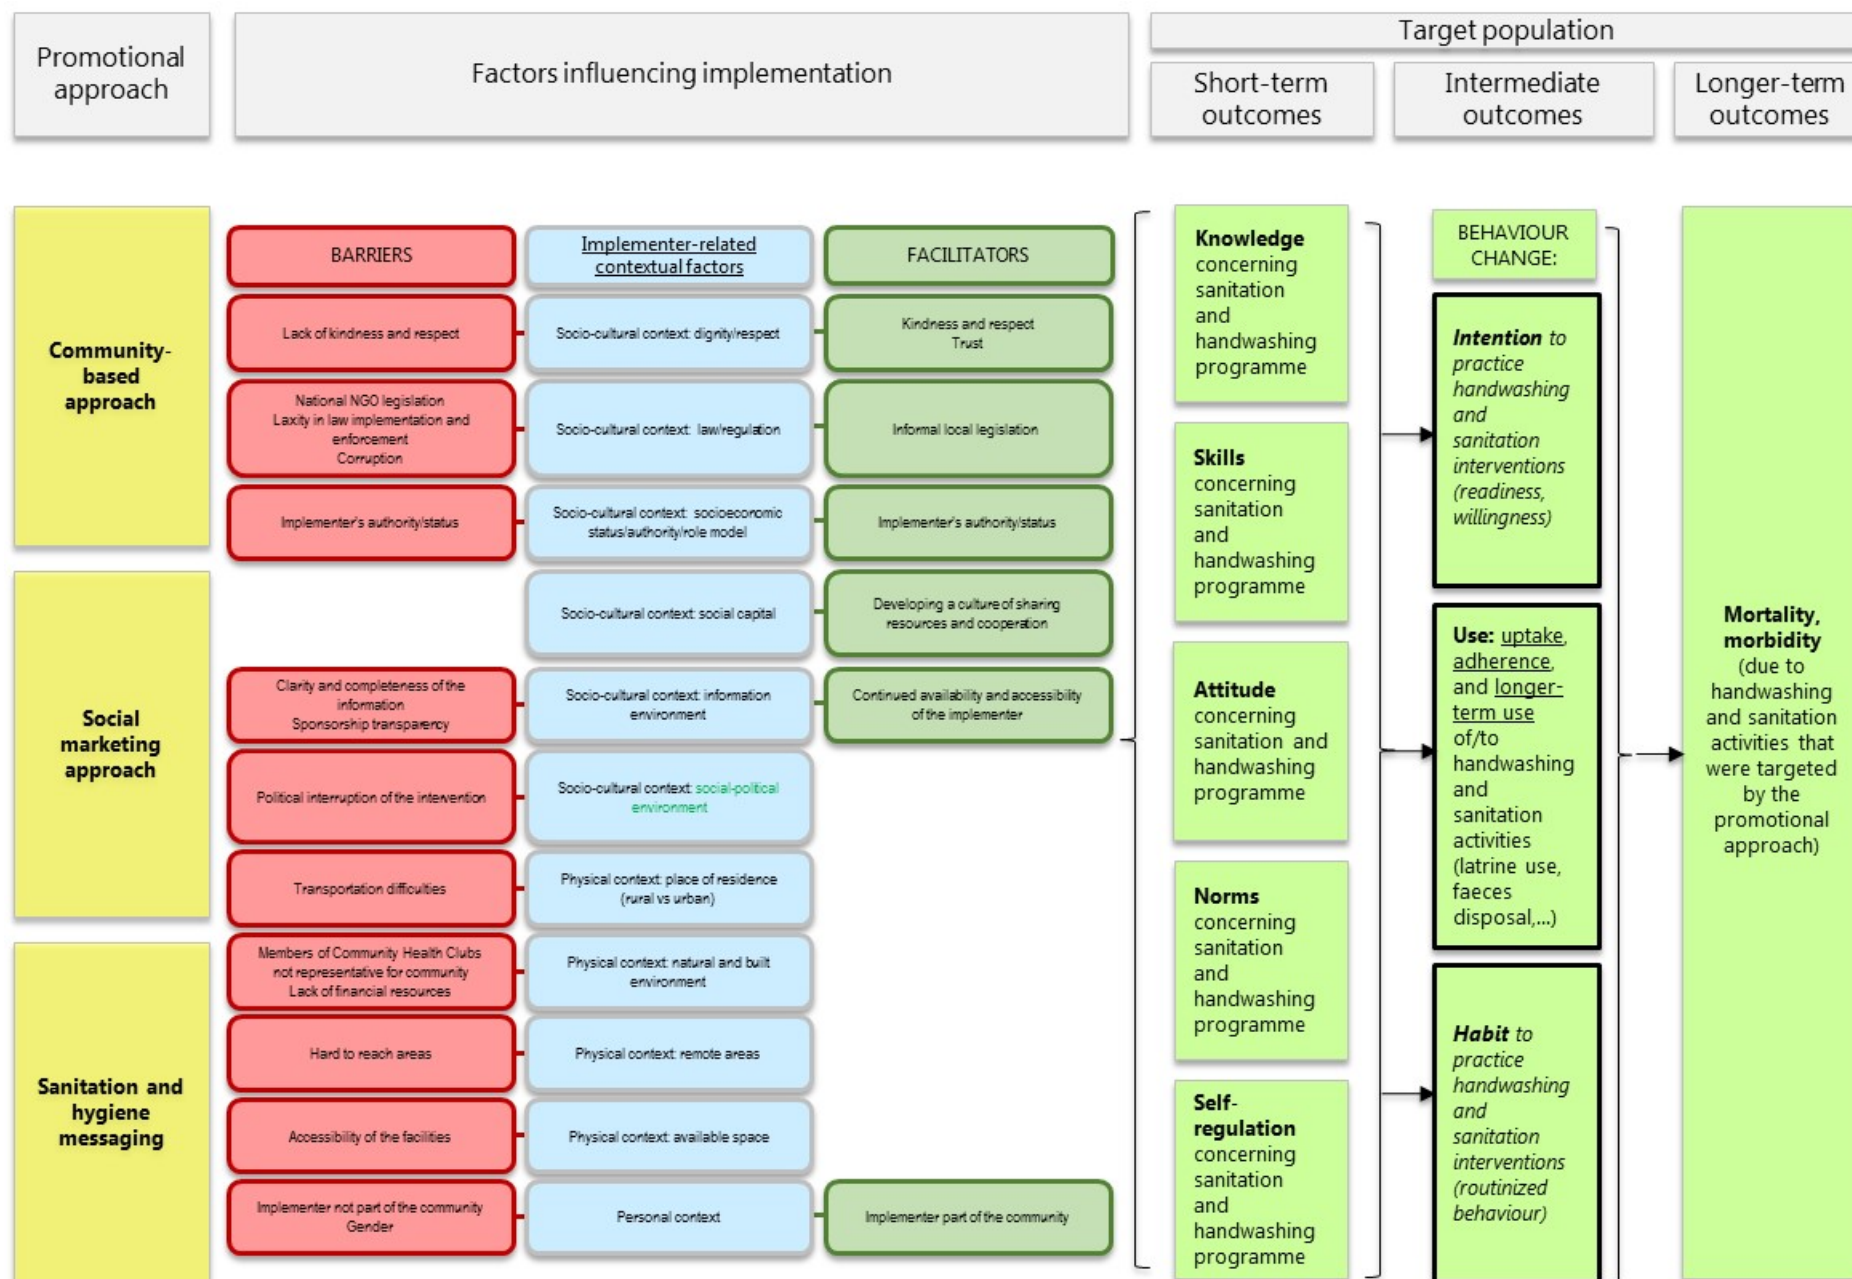 Promotional
approach
Factors influencing implementation
Target population
Short-term
outcomes
Intermediate
outcomes
Longer-term
outcomes
Community-
based
approach
Social
marketing
approach
Sanitation and
hygiene
messaging
BARRIERS
Implementer-related
contextual factors
FACILITATORS
Lack of kindness and respect
Socio-cultural context: dignity/respect
Kindness and respect
Trust
National NGO legislation
Laxity in law implementation and
enforcement
Corruption
Socio-cultural context: law/regulation
Informal local legislation
Implementer's authority/status
Socio-cultural context: socioeconomic
status/authority/role model
Implementer's authority/status
Socio-cultural context: social capital
Developing a culture of sharing
resources and cooperation
Clarity and completeness of the
information
Sponsorship transparency
Socio-cultural context: information
environment
Continued availability and accessibility
of the implementer
Political interruption of the intervention
Socio-cultural context: social-political
environment
Transportation difficulties
Physical context: place of residence
(rural vs urban)
Members of Community Health Clubs
not representative for community
Lack of financial resources
Physical context: natural and built
environment
Hard to reach areas
Physical context: remote areas
Accessibility of the facilities
Physical context: available space
Implementer not part of the community
Gender
Personal context
Implementer part of the community
Knowledge
concerning
sanitation
and
handwashing
programme
Skills
concerning
sanitation
and
handwashing
programme
Attitude
concerning
sanitation and
handwashing
programme
Norms
concerning
sanitation
and
handwashing
programme
Self-
regulation
concerning
sanitation
and
handwashing
programme
BEHAVIOUR
CHANGE:
Intention to
practice
handwashing
and
sanitation
interventions
(readiness,
willingness)
Use: uptake,
adherence,
and longer-
term use
of/to
handwashing
and
sanitation
activities
(latrine use,
faeces
disposal,...)
Habit to
practice
handwashing
and
sanitation
interventions
(routinized
behaviour)
Mortality,
morbidity
(due to
handwashing
and sanitation
activities that
were targeted
by the
promotional
approach)